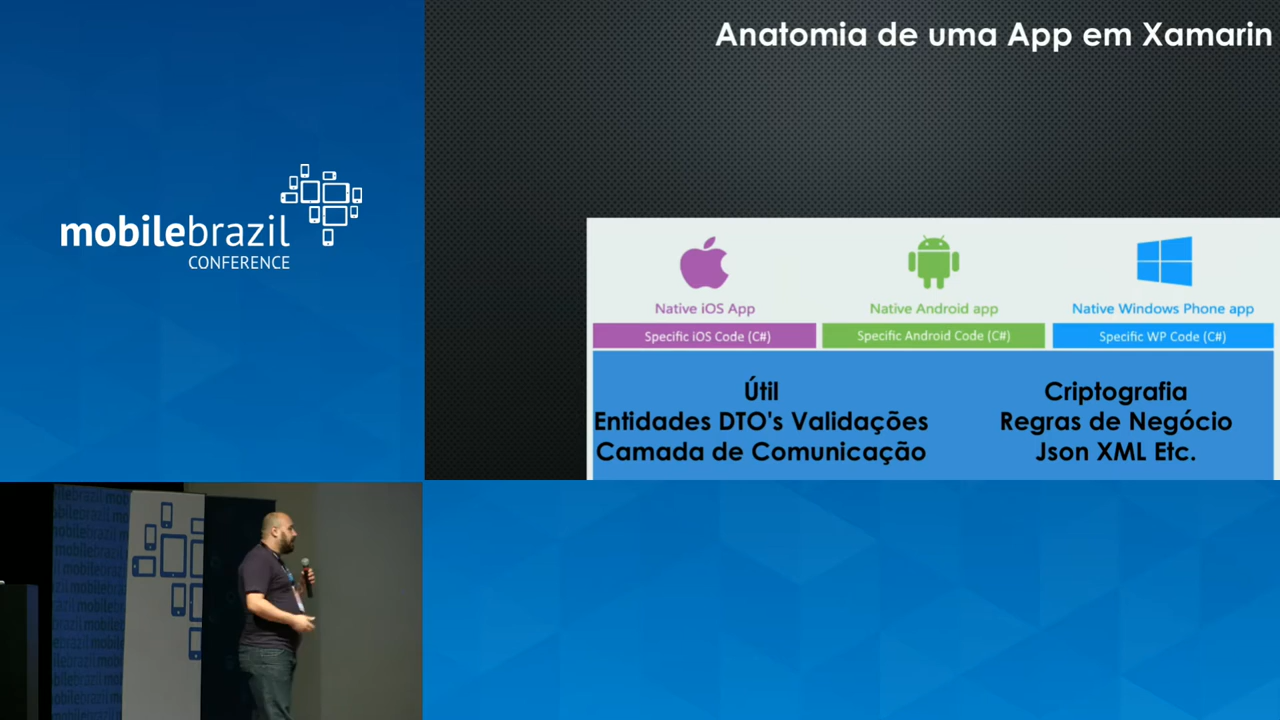 Anatomia de uma App em Xamarin
mobilebrazil
CONFERENCE
Native iOS App
Native Android app
Native Windows Phone app
Specific iOS Code (C#)
Specific Android Code (C#)
Specific WP Code (C#)
Útil
Entidades DTO's Validações
Camada de Comunicação
Criptografia
Regras de Negócio
Json XML Etc.